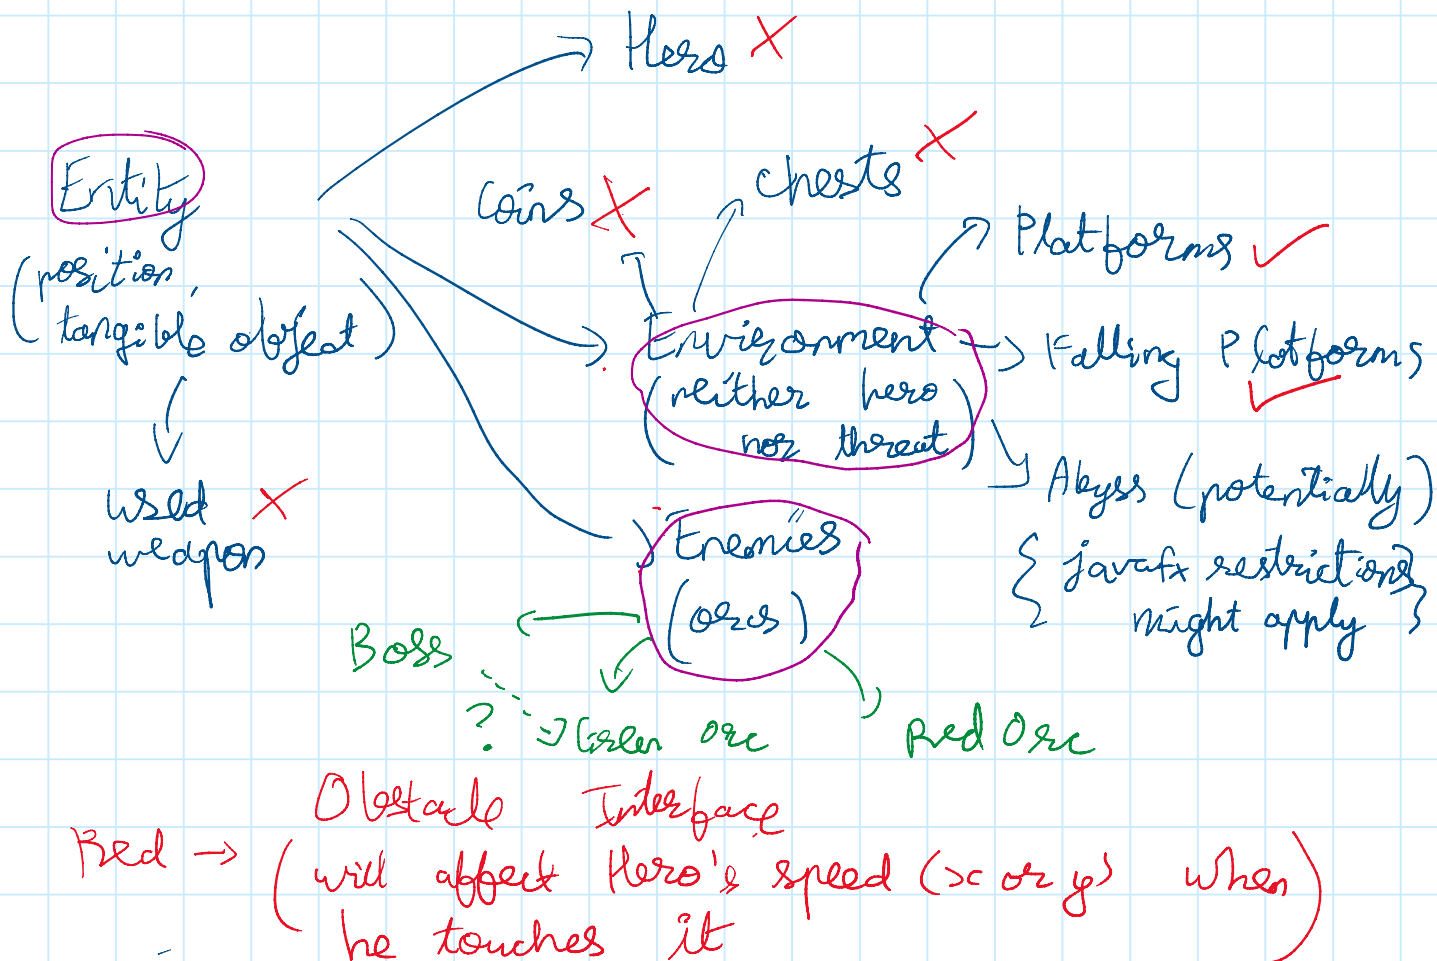 Hero
Entity
(position,
tangible object)
Coins
Chests
Platforms
Environment
(neither hero
nor threat)
Falling Platforms
Abyss (potentially)
{ javafx restrictions
might apply }
used
weapon
"Enemies"
(orcs)
Boss
?
Green Orc
Red Orc
Obstacle Interface
Red → (will affect Hero's speed (x or y) when
he touches it)